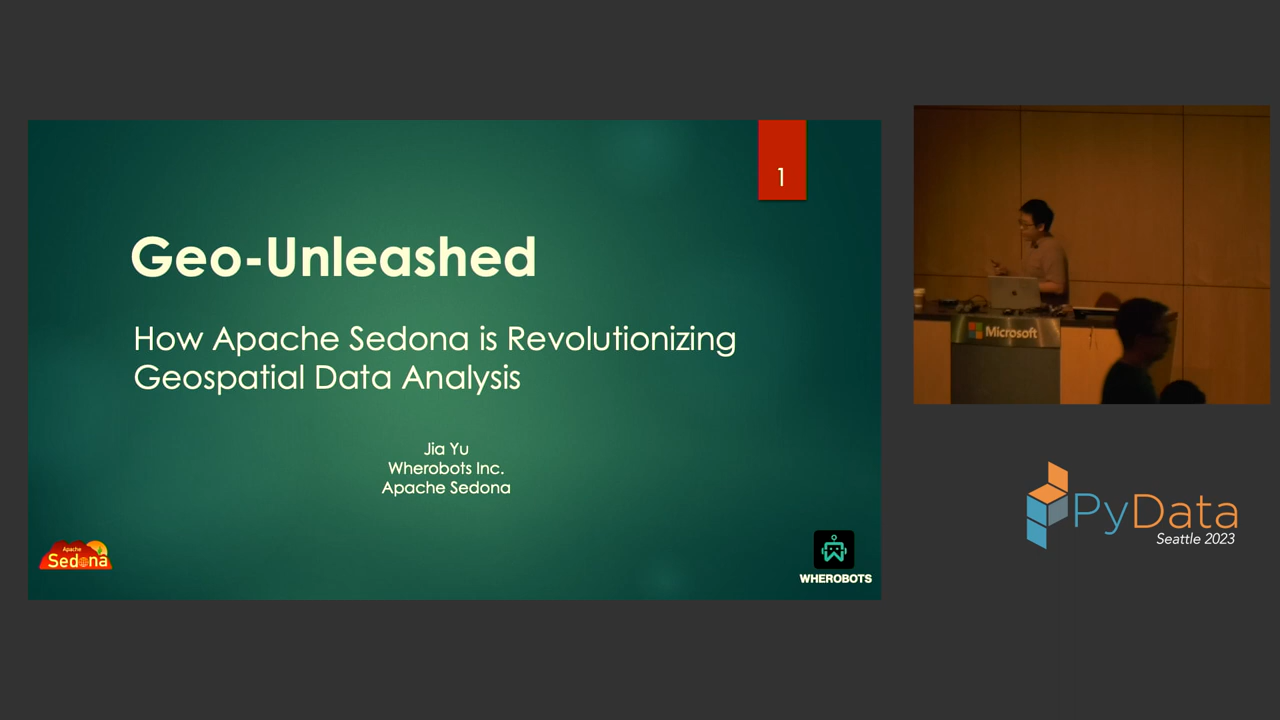 1
Geo-Unleashed
How Apache Sedona is Revolutionizing
Geospatial Data Analysis
Jia Yu
Wherobots Inc.
Apache Sedona
Apache
Sedona
WHEROBOTS
Microsoft
PyData
Seattle 2023